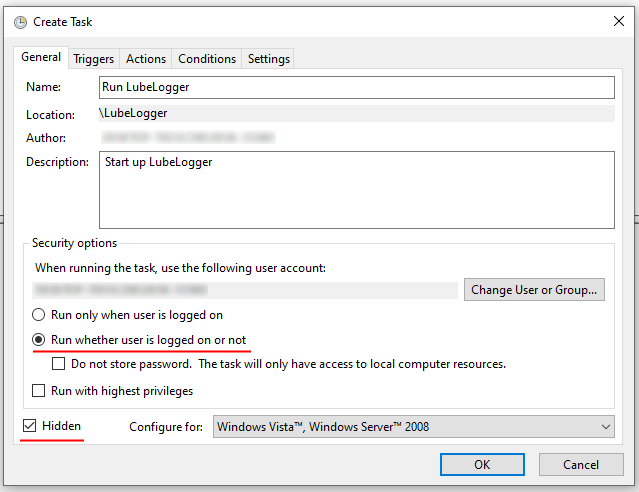 Create Task
General
Triggers
Actions
Conditions
Settings
Name:
Run LubeLogger
Location:
\LubeLogger
Author:
Description:
Start up LubeLogger
Security options
When running the task, use the following user account:
Change User or Group...
Run only when user is logged on
Run whether user is logged on or not
Do not store password.  The task will only have access to local computer resources.
Run with highest privileges
Hidden
Configure for:
Windows Vista™, Windows Server™ 2008
OK
Cancel